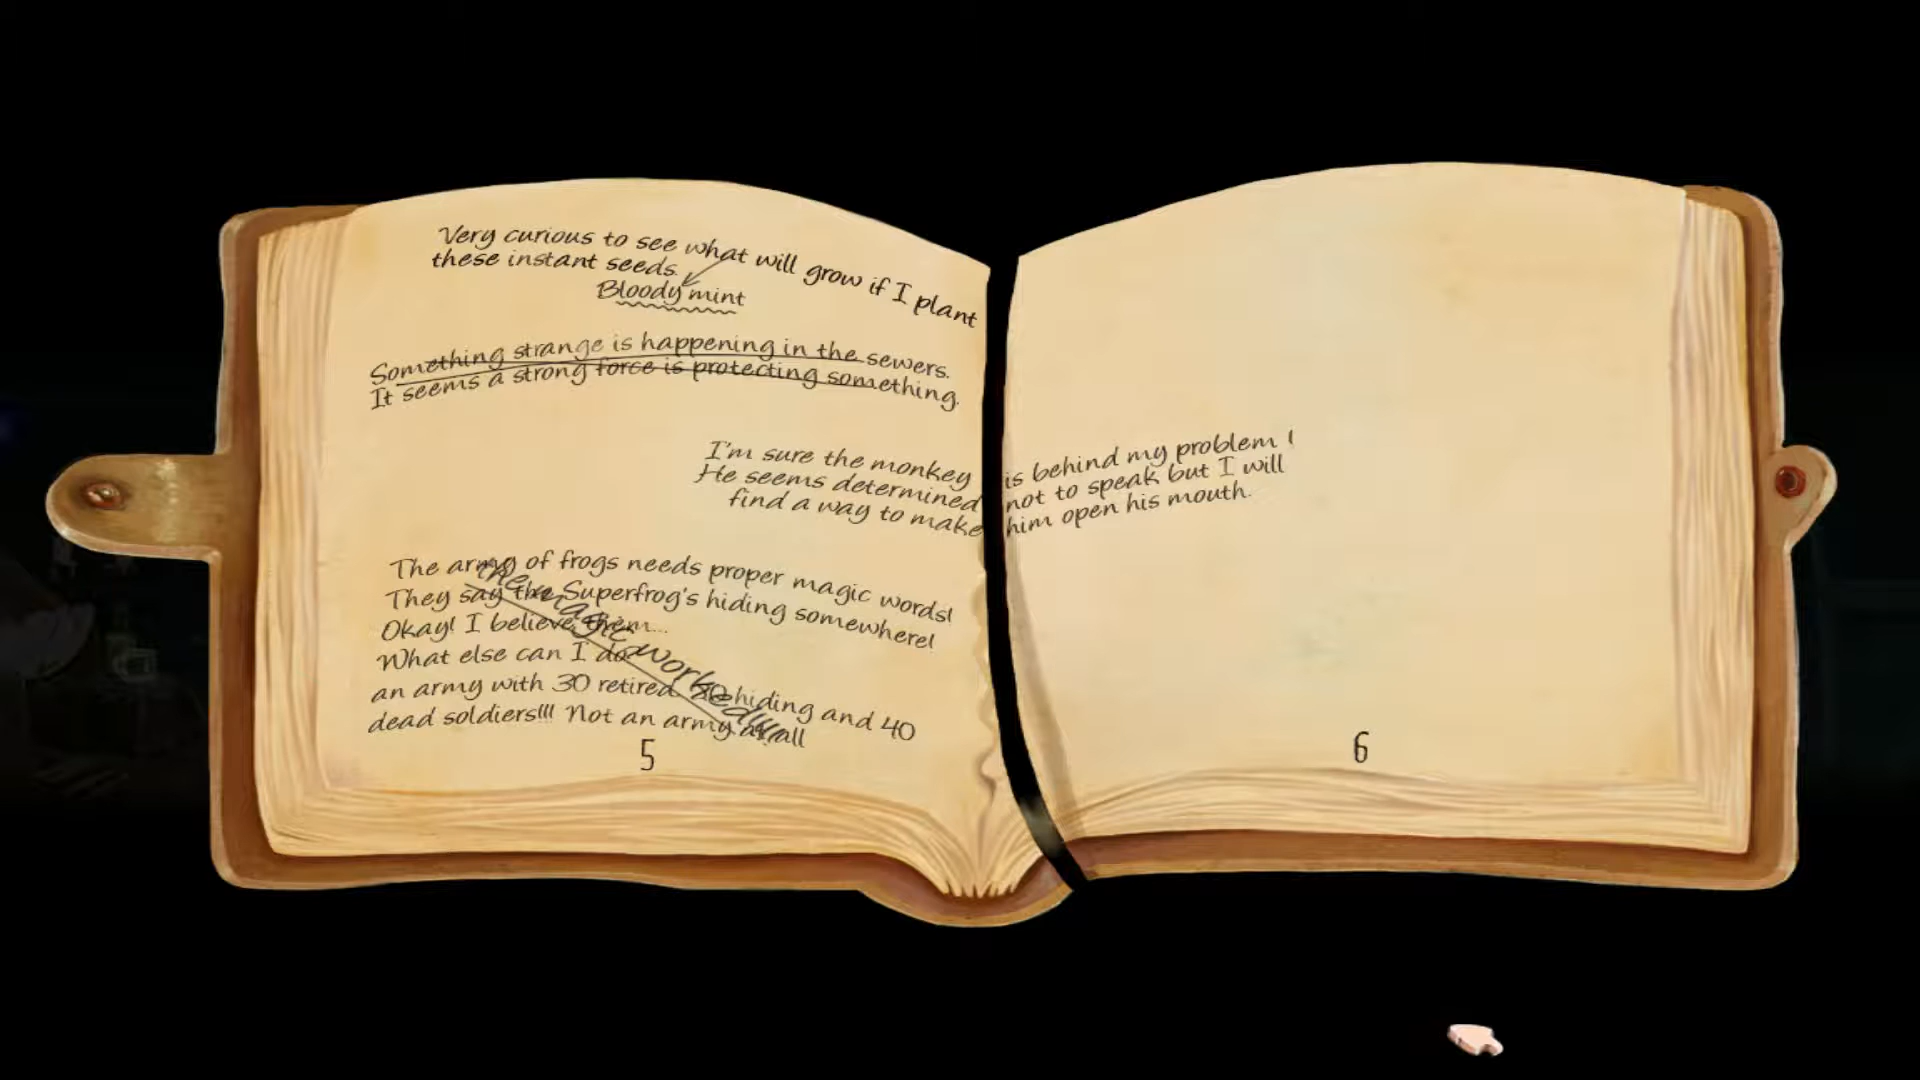 Very curious to see what will grow if I plant
these instant seeds.
Bloody mint
Something strange is happening in the sewers.
It seems a strong force is protecting something.
I'm sure the monkey is behind my problem!
He seems determined not to speak but I will
find a way to make him open his mouth.
The army of frogs needs proper magic words!
They say the Superfrog's hiding somewhere!
Okay! I believe them...
What else can I do
an army with 30 retired 50 hiding and 40
dead soldiers!!! Not an army at all
the magic worked!!!
5
6